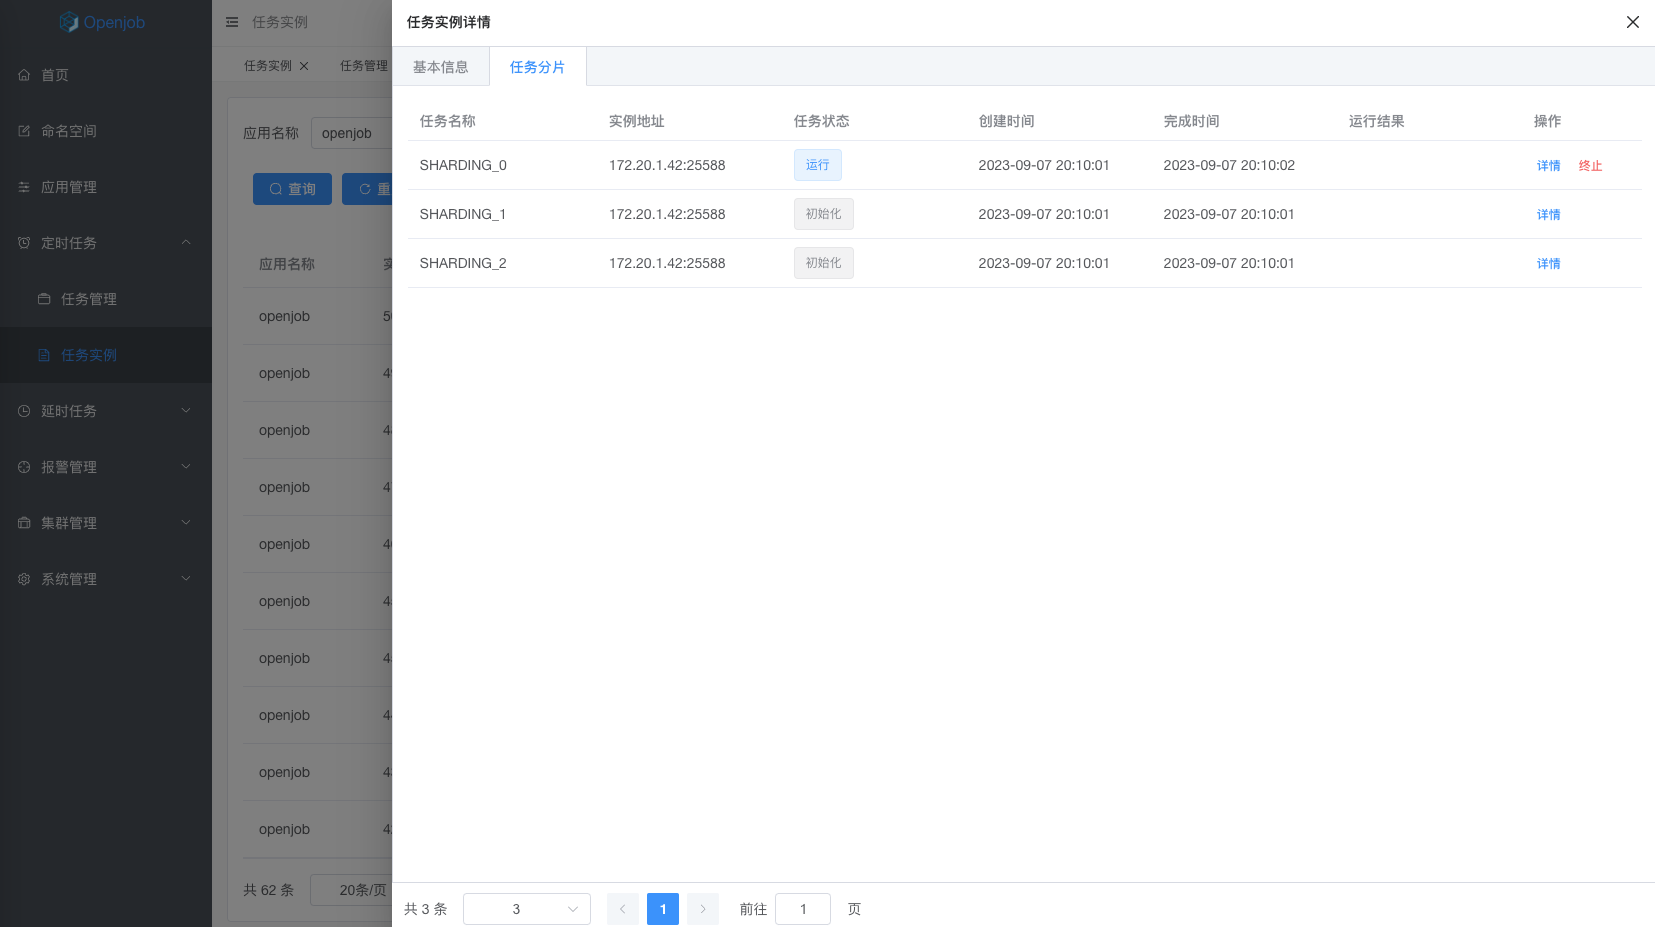 Openjob
首页
命名空间
应用管理
定时任务
任务管理
任务实例
延时任务
报警管理
集群管理
系统管理
任务实例
任务实例
任务管理
应用名称 openjob
查询
重
应用名称 实
openjob
openjob
openjob
openjob
openjob
openjob
openjob
openjob
openjob
openjob
共 62 条 20条/页
任务实例详情
基本信息 任务分片
任务名称 实例地址 任务状态 创建时间 完成时间 运行结果 操作
SHARDING_0 172.20.1.42:25588 运行 2023-09-07 20:10:01 2023-09-07 20:10:02 详情 终止
SHARDING_1 172.20.1.42:25588 初始化 2023-09-07 20:10:01 2023-09-07 20:10:01 详情
SHARDING_2 172.20.1.42:25588 初始化 2023-09-07 20:10:01 2023-09-07 20:10:01 详情
共 3 条 3 1 前往 1 页